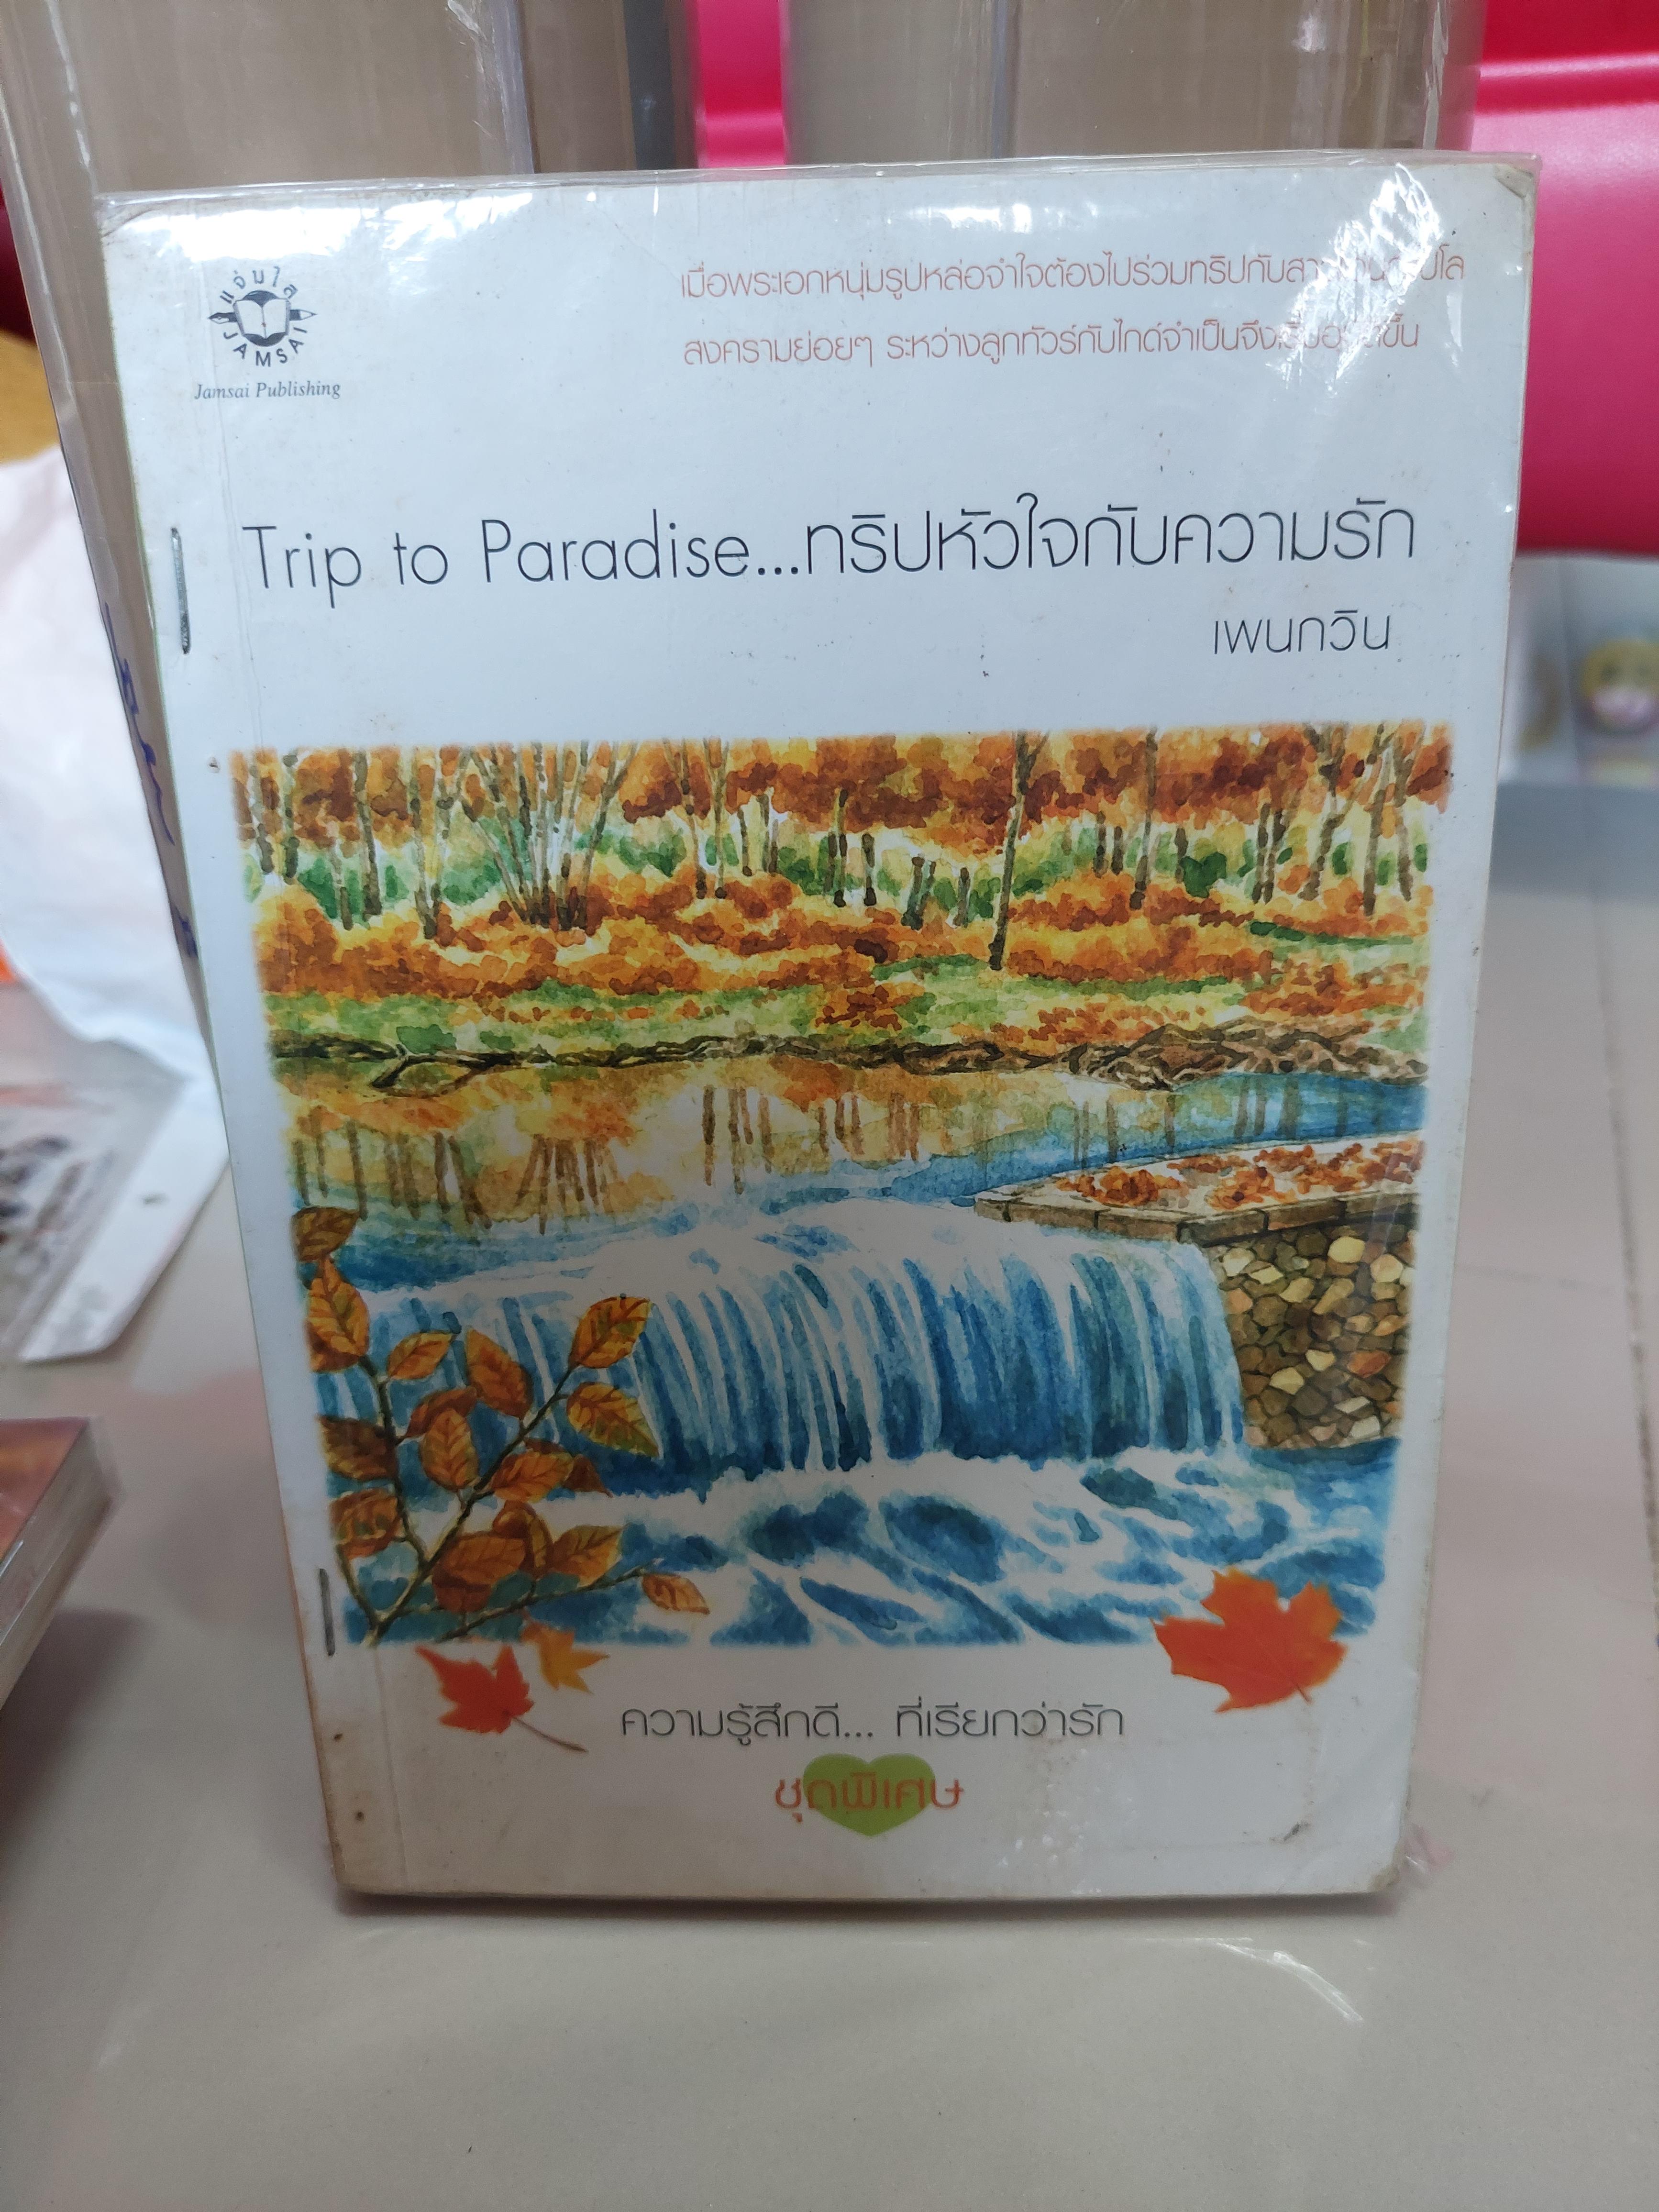 แจ่มใส
JAMSAI
Jamsai Publishing
เมื่อพระเอกหนุ่มรูปหล่อจำใจต้องไปร่วมทริปกับ
สงครามย่อยๆ ระหว่างลูกทัวร์กับไกด์จำเป็นจึง
Trip to Paradise...ทริปหัวใจกับความรัก
เพนกวิน
ความรู้สึกดี... ที่เรียกว่ารัก
ชุดพิเศษ